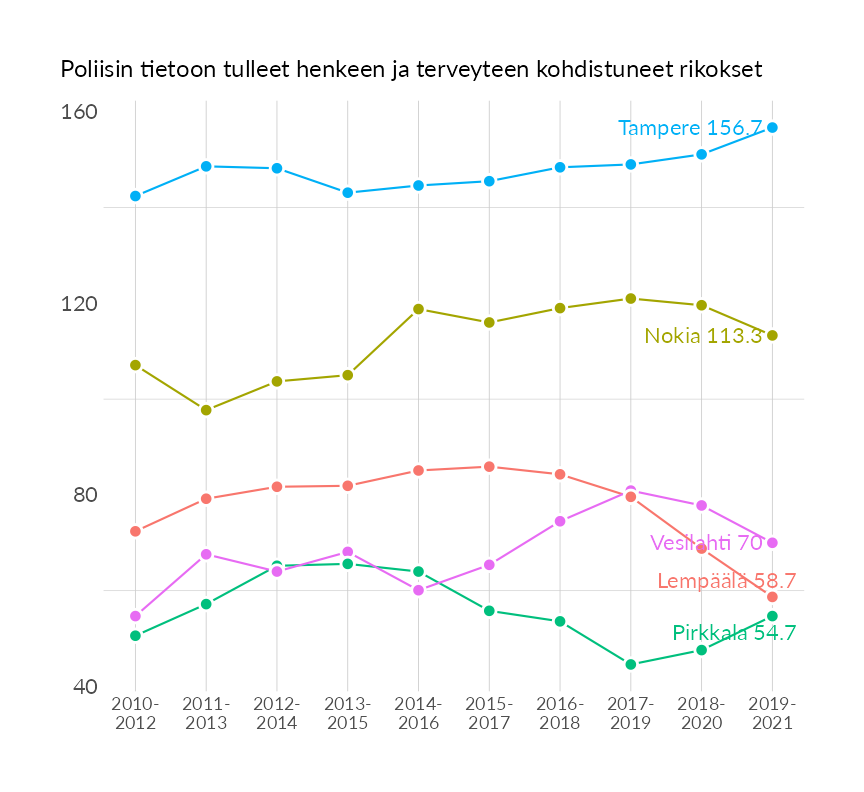 Poliisin tietoon tulleet henkeen ja terveyteen kohdistuneet rikokset
160
Tampere 156.7
120
Nokia 113.3
80
Vesilahti 70
Lempäälä 58.7
Pirkkala 54.7
40
2010- 2011- 2012- 2013- 2014- 2015- 2016- 2017- 2018- 2019-
2012 2013 2014 2015 2016 2017 2018 2019 2020 2021